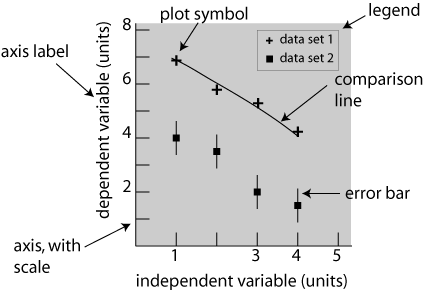 plot symbol
legend
axis label
data set 1
data set 2
comparison
line
error bar
axis, with
scale
dependent variable (units)
8
6
4
2
1
3
4
5
independent variable (units)